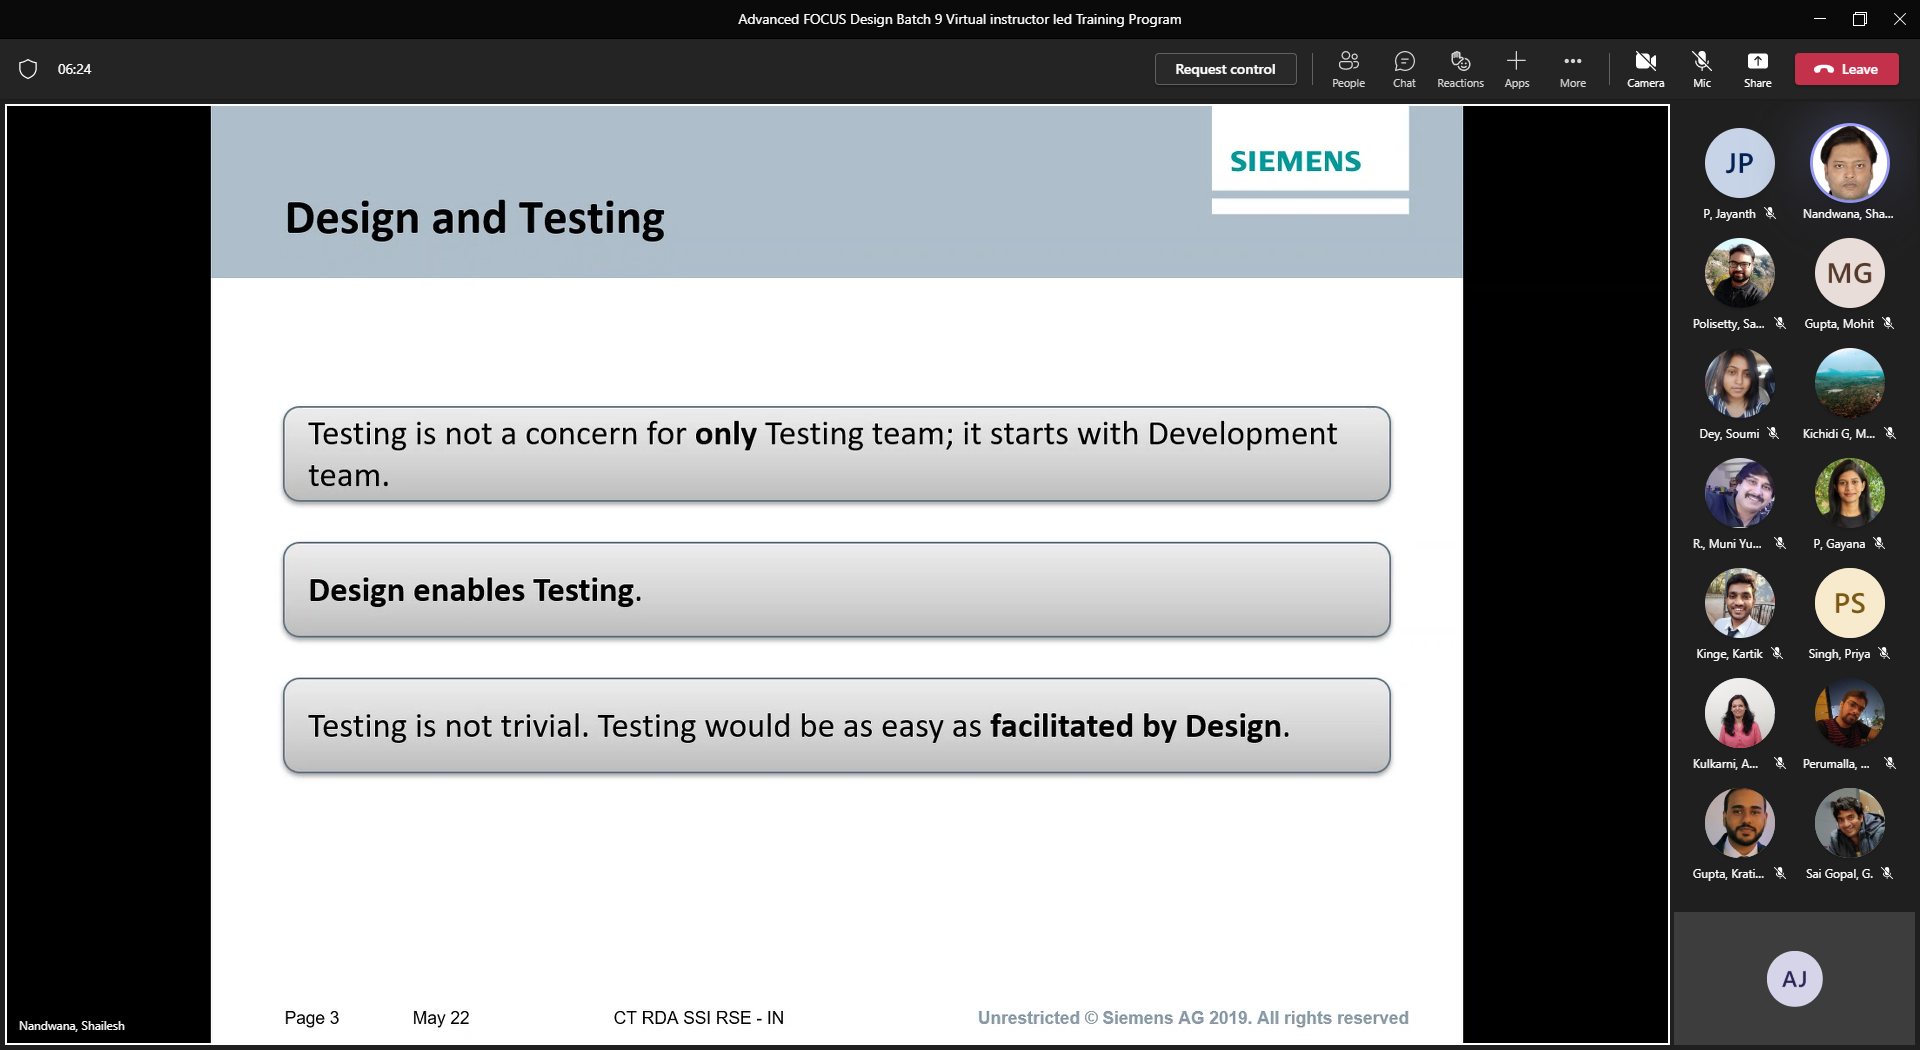 Advanced FOCUS Design Batch 9 Virtual instructor led Training Program
06:24
Request control
People
Chat
Reactions
Apps
More
Camera
Mic
Share
Leave
SIEMENS
Design and Testing
Testing is not a concern for only Testing team; it starts with Development
team.
Design enables Testing.
Testing is not trivial. Testing would be as easy as facilitated by Design.
Page 3
May 22
CT RDA SSI RSE - IN
Unrestricted © Siemens AG 2019. All rights reserved
Nandwana, Shailesh
JP
P, Jayanth
Nandwana, Sha...
Polisetty, Sa...
MG
Gupta, Mohit
Dey, Soumi
Kichidi G, M...
R., Muni Yu...
P, Gayana
Kinge, Kartik
PS
Singh, Priya
Kulkarni, A...
Perumalla, ...
Gupta, Krati...
Sai Gopal, G.
AJ